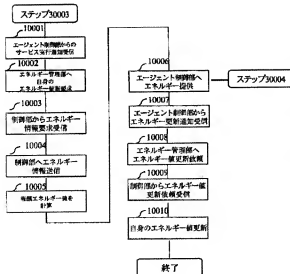 ステップ30003
10001
エージェント制御部からの
サービス実行通知受信
10002
エネルギー管理部へ
自身の
エネルギー値要求
10003
制御部からエネルギー
情報要求受信
10004
制御部へエネルギー
情報送信
10005
報酬エネルギー値を
計算
10006
エージェント制御部へ
エネルギー提供
ステップ30004
10007
エージェント制御部から
エネルギー更新通知受信
10008
エネルギー管理部へ
エネルギー値更新依頼
10009
制御部からエネルギー値
更新依頼受信
10010
自身のエネルギー値更新
終了